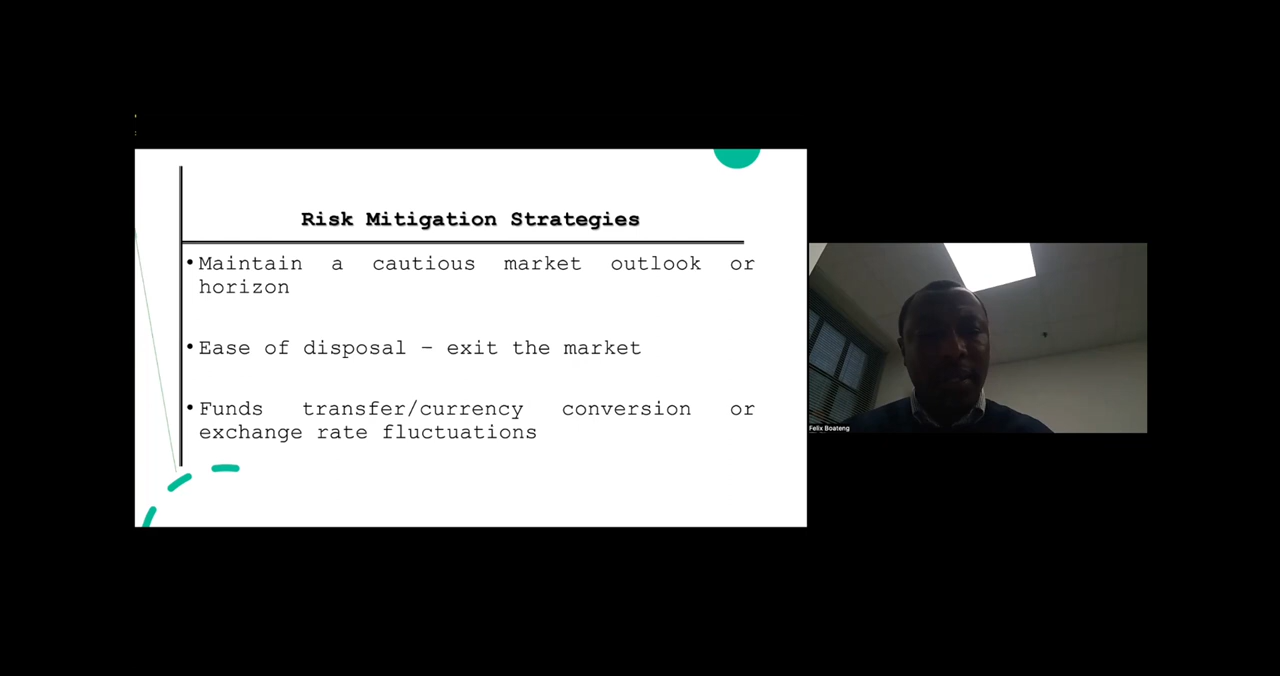 Risk Mitigation Strategies
•Maintain a cautious market outlook or
horizon
•Ease of disposal – exit the market
•Funds transfer/currency conversion or
exchange rate fluctuations
Felix Boateng